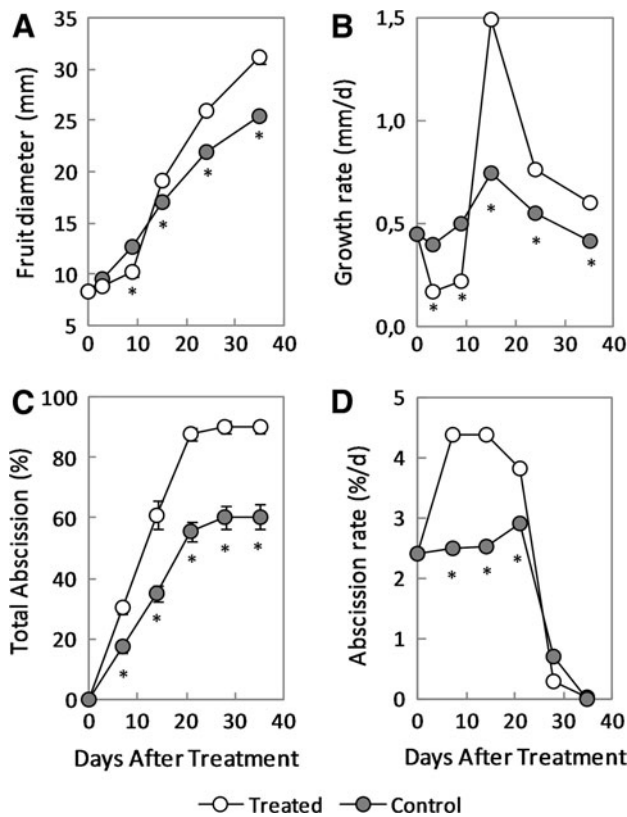 A
Fruit diameter (mm)
35
30
25
20
15
10
5
0 10 20 30 40
* * * *
B
Growth rate (mm/d)
1,5
1,0
0,5
0,0
0 10 20 30 40
* * * * *
C
Total Abscission (%)
100
80
60
40
20
0
0 10 20 30 40
Days After Treatment
* * * * *
D
Abscission rate (%/d)
5
4
3
2
1
0
0 10 20 30 40
Days After Treatment
* * *
Treated Control